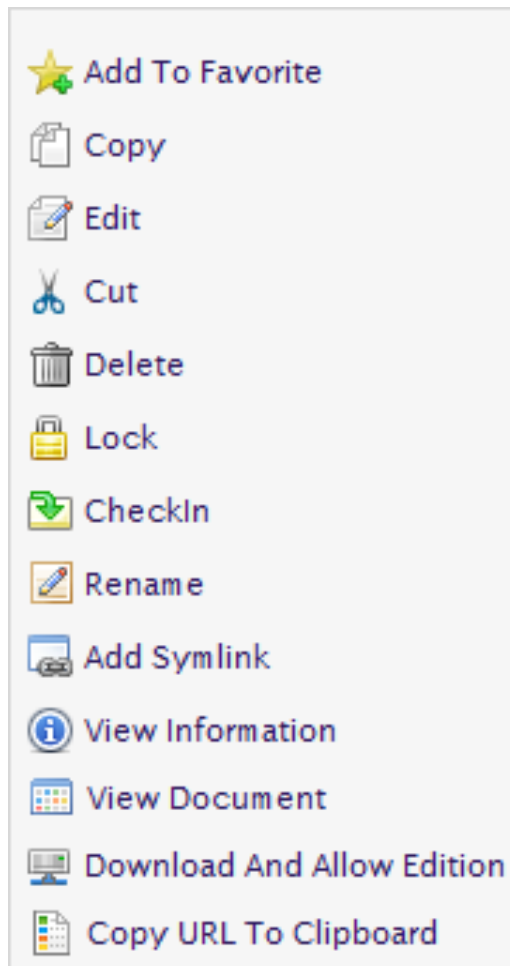 Add To Favorite
Copy
Edit
Cut
Delete
Lock
CheckIn
Rename
Add Symlink
View Information
View Document
Download And Allow Edition
Copy URL To Clipboard